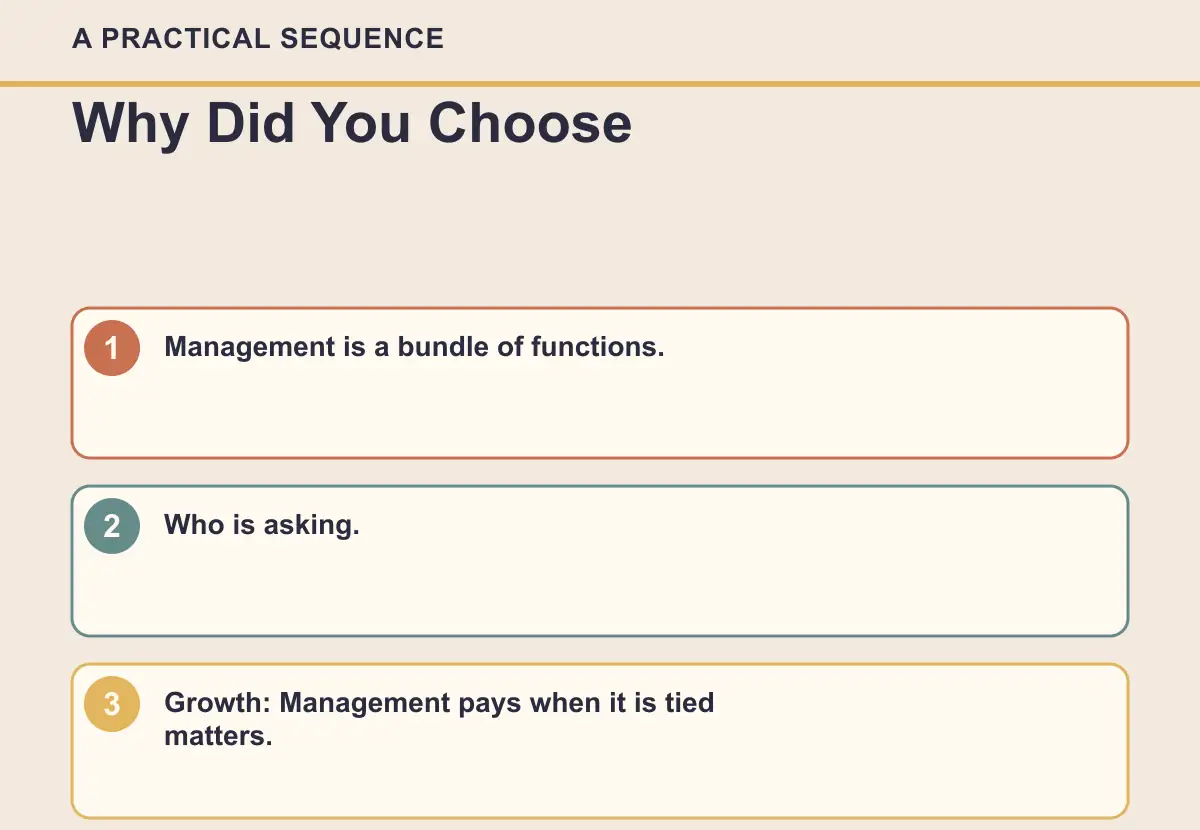 A PRACTICAL SEQUENCE
Why Did You Choose
1
Management is a bundle of functions.
2
Who is asking.
3
Growth: Management pays when it is tied
matters.